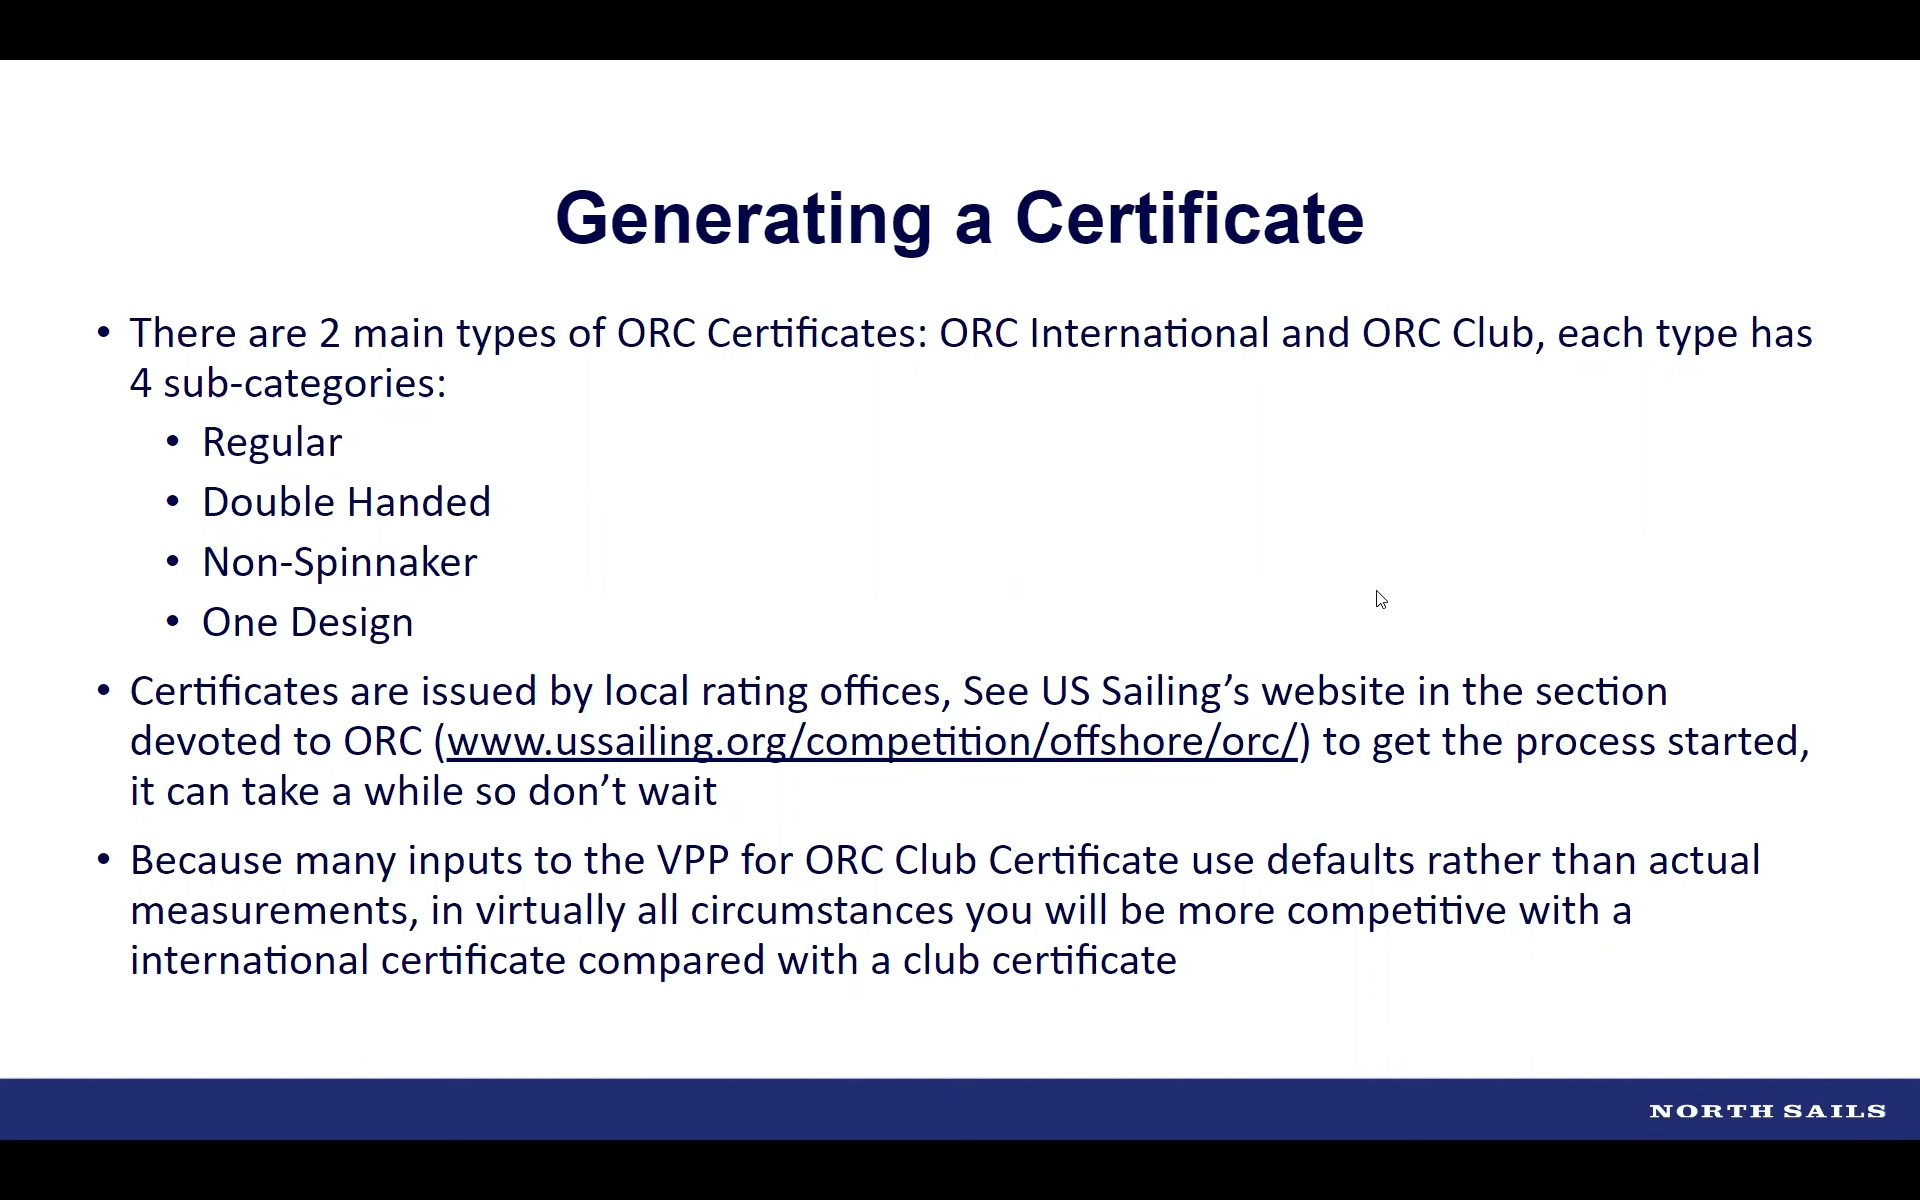 Generating a Certificate
• There are 2 main types of ORC Certificates: ORC International and ORC Club, each type has
4 sub-categories:
• Regular
• Double Handed
• Non-Spinnaker
• One Design
• Certificates are issued by local rating offices, See US Sailing’s website in the section
devoted to ORC (www.ussailing.org/competition/offshore/orc/) to get the process started,
it can take a while so don’t wait
• Because many inputs to the VPP for ORC Club Certificate use defaults rather than actual
measurements, in virtually all circumstances you will be more competitive with a
international certificate compared with a club certificate
NORTH SAILS